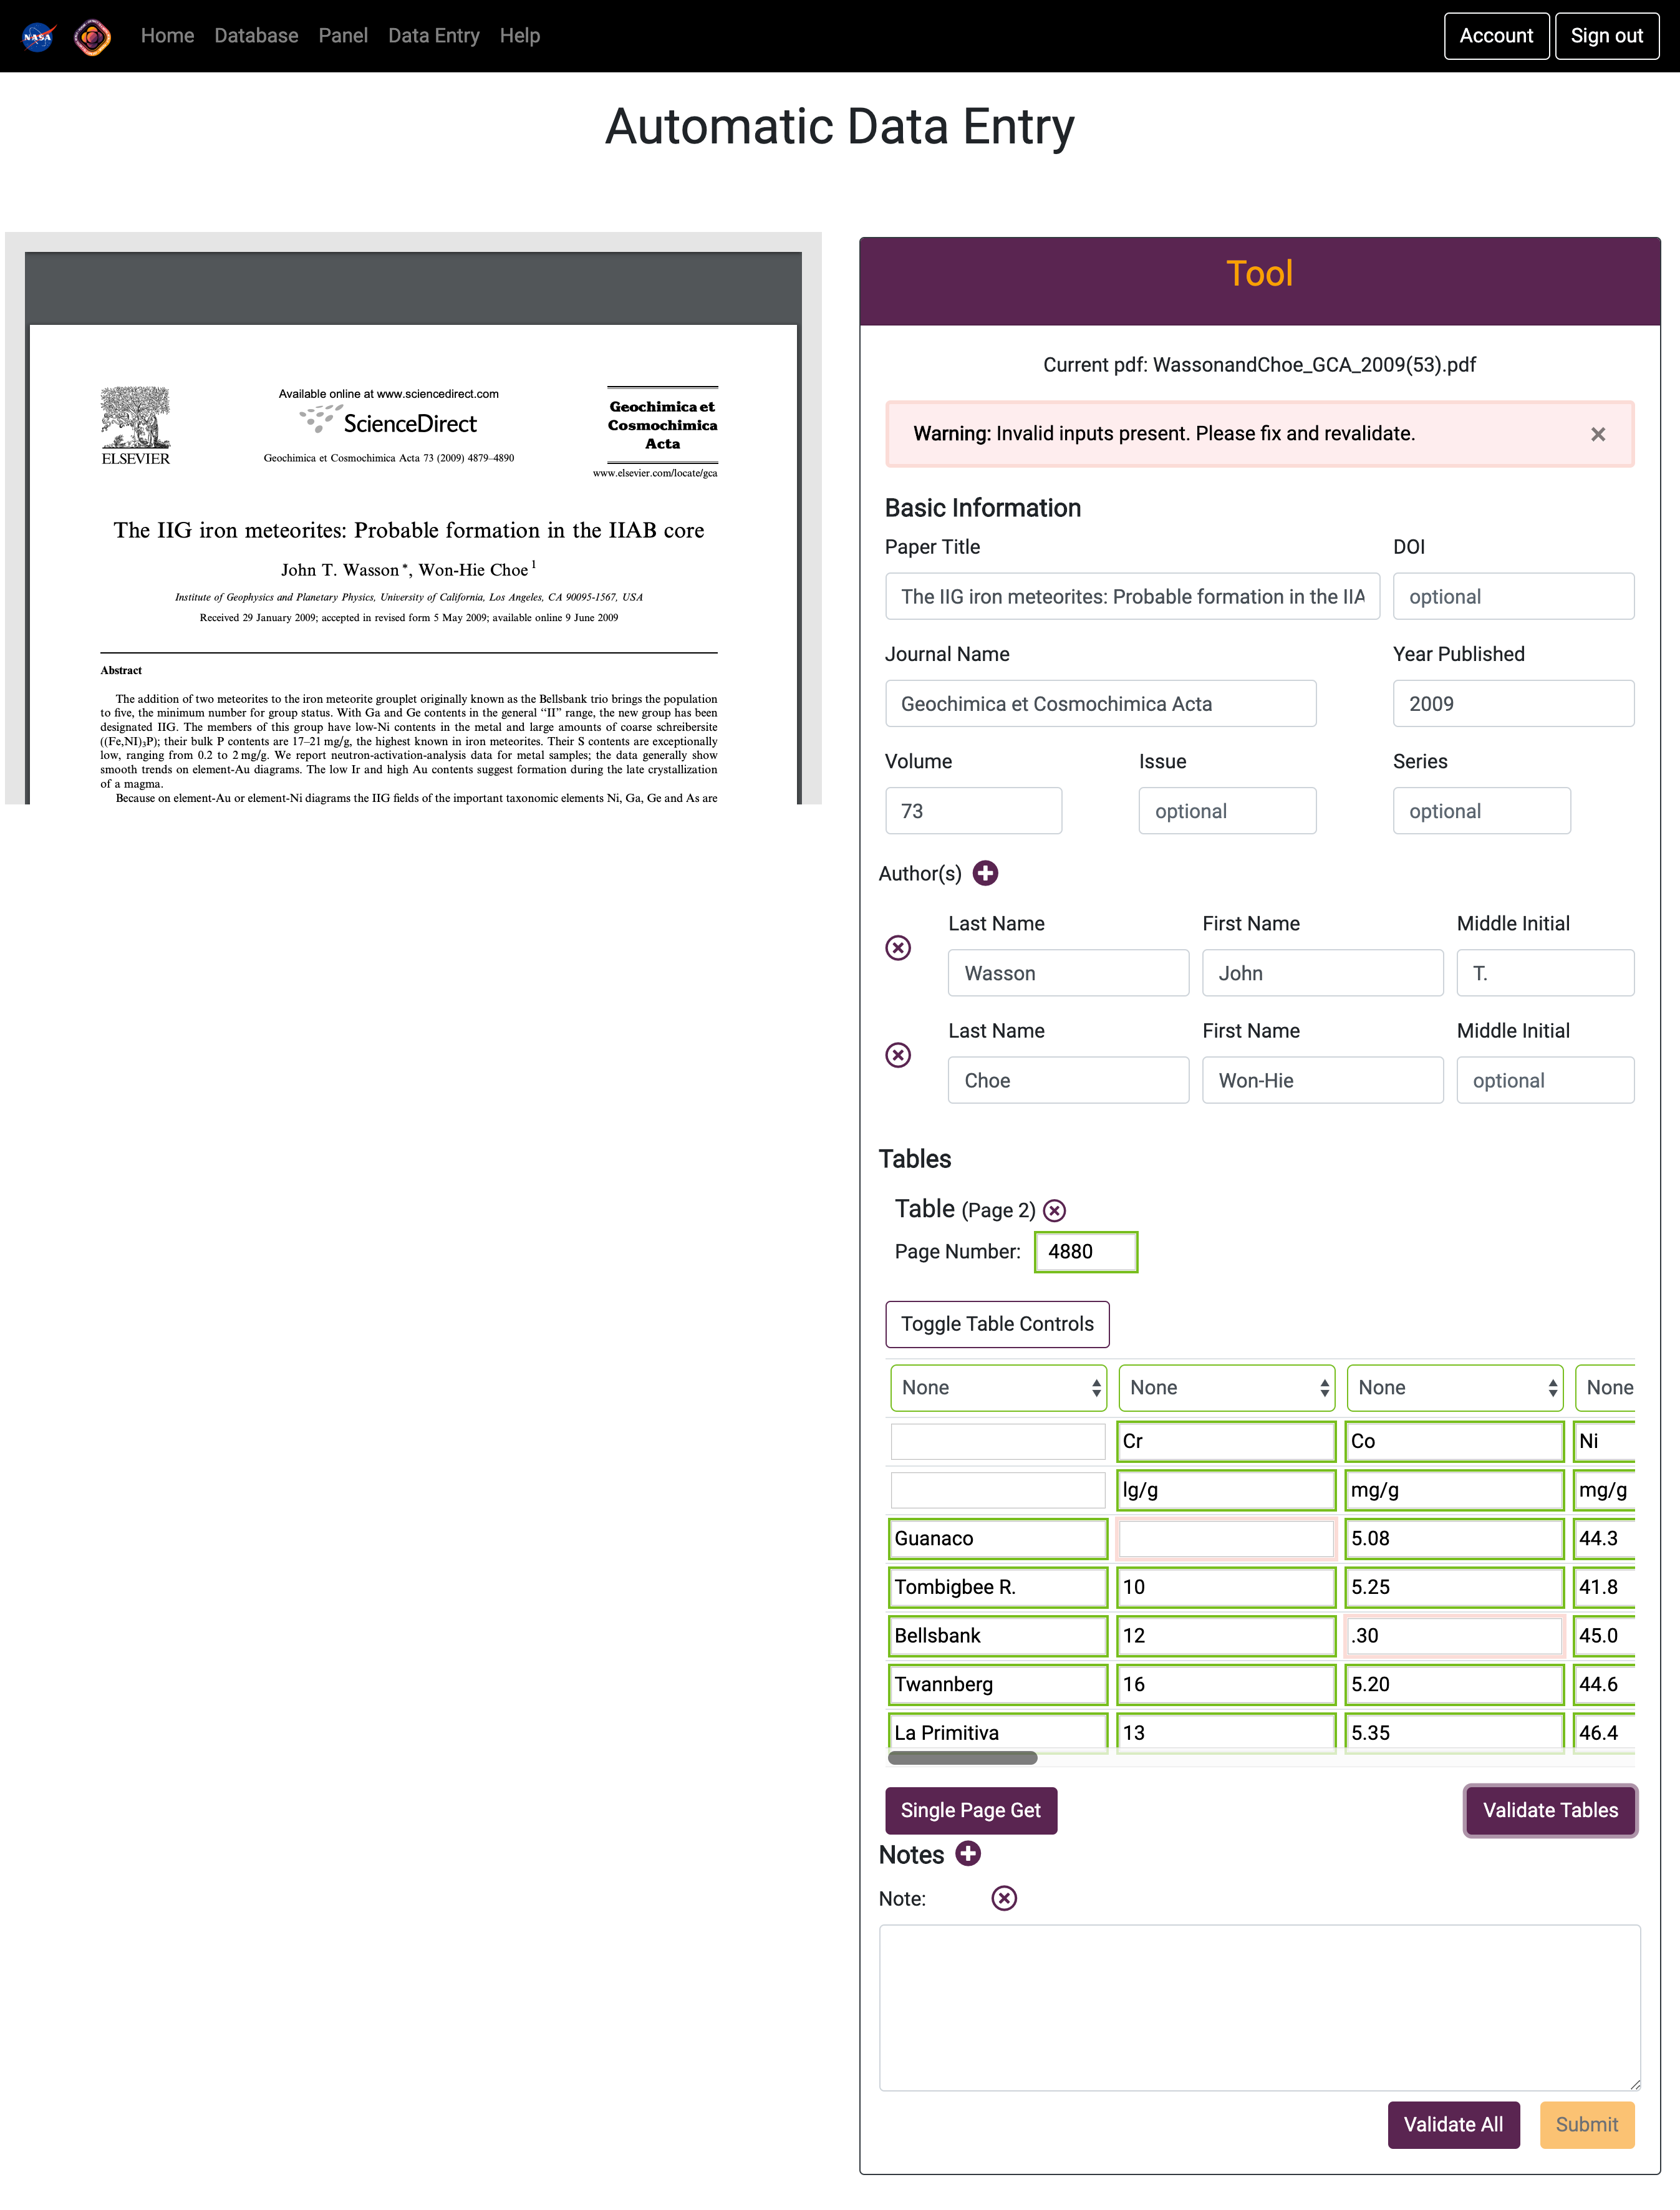 NASA Home Database Panel Data Entry Help Account Sign out
Automatic Data Entry
ELSEVIER
Available online at www.sciencedirect.com
ScienceDirect
Geochimica et Cosmochimica Acta 73 (2009) 4879–4890
Geochimica et
Cosmochimica
Acta
www.elsevier.com/locate/gca
The IIG iron meteorites: Probable formation in the IIAB core
John T. Wasson *, Won-Hie Choe 1
Institute of Geophysics and Planetary Physics, University of California, Los Angeles, CA 90095-1567, USA
Received 29 January 2009; accepted in revised form 5 May 2009; available online 9 June 2009
Abstract
The addition of two meteorites to the iron meteorite grouplet originally known as the Bellsbank trio brings the population
to five, the minimum number for group status. With Ga and Ge contents in the general “II” range, the new group has been
designated IIG. The members of this group have low-Ni contents in the metal and large amounts of coarse schreibersite
((Fe,NI)3P); their bulk P contents are 17–21 mg/g, the highest known in iron meteorites. Their S contents are exceptionally
low, ranging from 0.2 to 2 mg/g. We report neutron-activation-analysis data for metal samples; the data generally show
smooth trends on element-Au diagrams. The low Ir and high Au contents suggest formation during the late crystallization
of a magma.
Because on element-Au or element-Ni diagrams the IIG fields of the important taxonomic elements Ni, Ga, Ge and As are
Tool
Current pdf: WassonandChoe_GCA_2009(53).pdf
Warning: Invalid inputs present. Please fix and revalidate. ×
Basic Information
Paper Title DOI
The IIG iron meteorites: Probable formation in the IIA optional
Journal Name Year Published
Geochimica et Cosmochimica Acta 2009
Volume Issue Series
73 optional optional
Author(s)
Last Name First Name Middle Initial
Wasson John T.
Last Name First Name Middle Initial
Choe Won-Hie optional
Tables
Table (Page 2)
Page Number: 4880
Toggle Table Controls
None None None None
Cr Co Ni
lg/g mg/g mg/g
Guanaco 5.08 44.3
Tombigbee R. 10 5.25 41.8
Bellsbank 12 .30 45.0
Twannberg 16 5.20 44.6
La Primitiva 13 5.35 46.4
Single Page Get Validate Tables
Notes
Note:
Validate All Submit